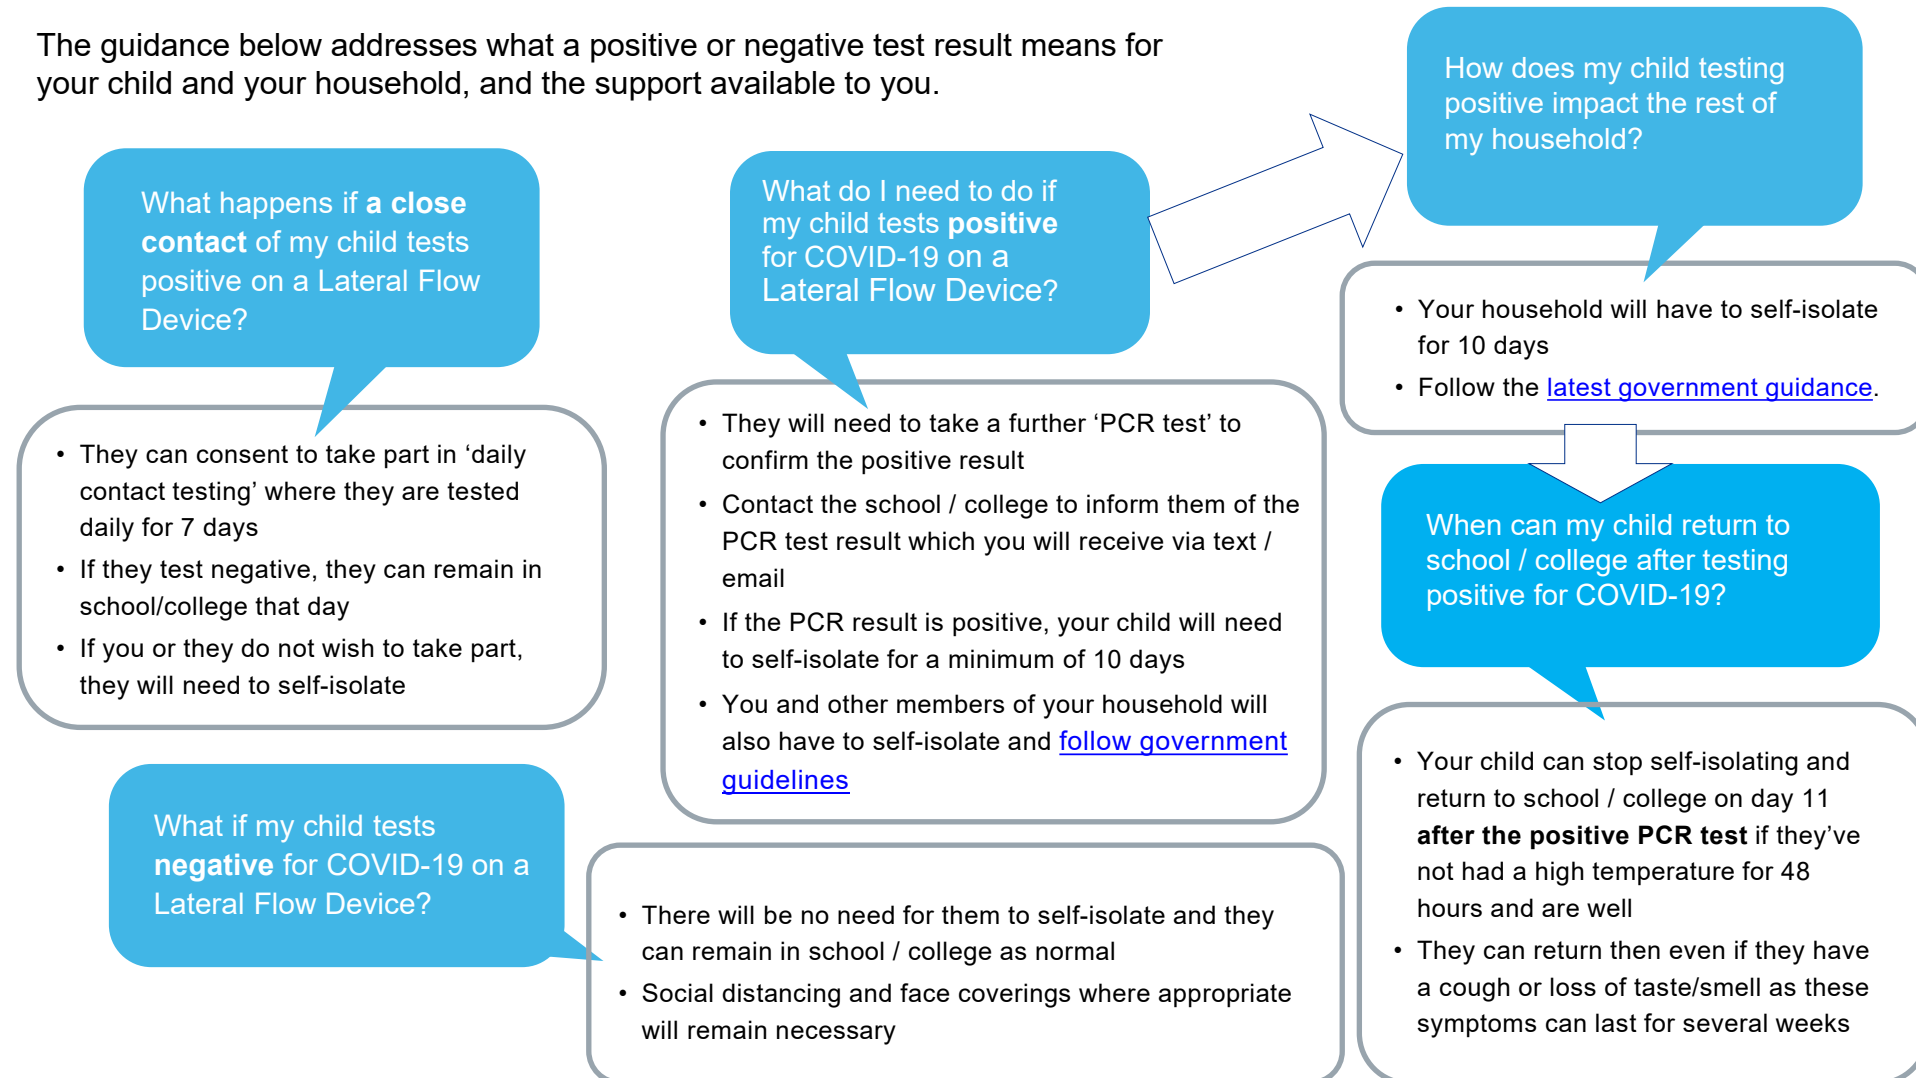 The guidance below addresses what a positive or negative test result means for
your child and your household, and the support available to you.
What happens if a close
contact of my child tests
positive on a Lateral Flow
Device?
• They can consent to take part in ‘daily
contact testing’ where they are tested
daily for 7 days
• If they test negative, they can remain in
school/college that day
• If you or they do not wish to take part,
they will need to self-isolate
What if my child tests
negative for COVID-19 on a
Lateral Flow Device?
• There will be no need for them to self-isolate and they
can remain in school / college as normal
• Social distancing and face coverings where appropriate
will remain necessary
What do I need to do if
my child tests positive
for COVID-19 on a
Lateral Flow Device?
• They will need to take a further ‘PCR test’ to
confirm the positive result
• Contact the school / college to inform them of the
PCR test result which you will receive via text /
email
• If the PCR result is positive, your child will need
to self-isolate for a minimum of 10 days
• You and other members of your household will
also have to self-isolate and follow government
guidelines
How does my child testing
positive impact the rest of
my household?
• Your household will have to self-isolate
for 10 days
• Follow the latest government guidance.
When can my child return to
school / college after testing
positive for COVID-19?
• Your child can stop self-isolating and
return to school / college on day 11
after the positive PCR test if they’ve
not had a high temperature for 48
hours and are well
• They can return then even if they have
a cough or loss of taste/smell as these
symptoms can last for several weeks